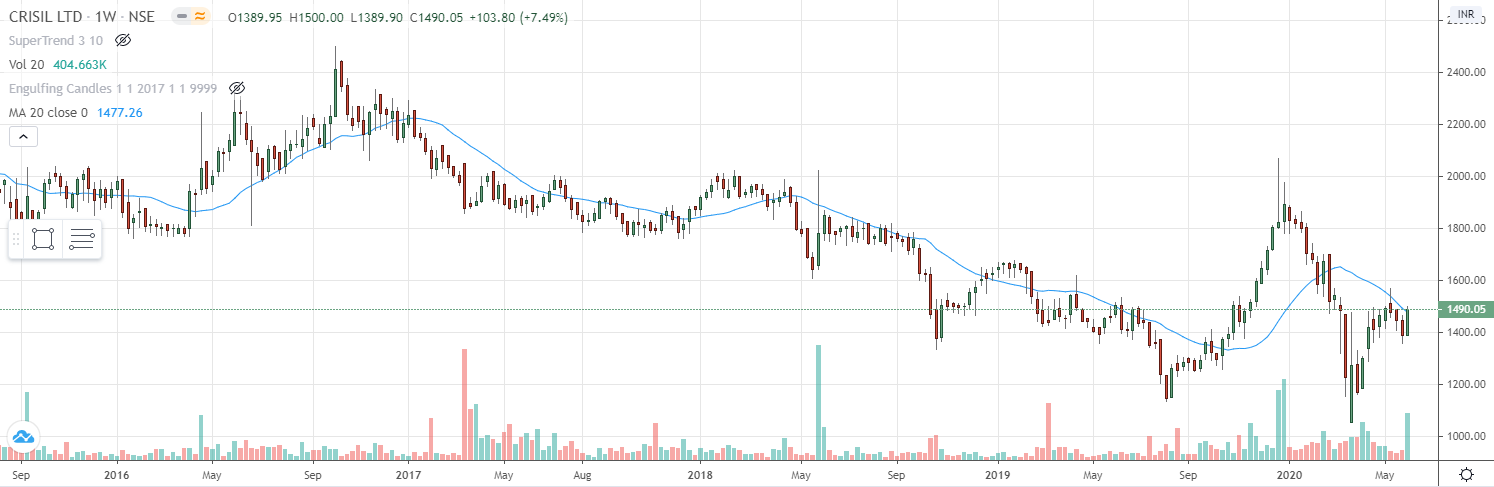 CRISIL LTD · 1W · NSE O1389.95 H1500.00 L1389.90 C1490.05 +103.80 (+7.49%)
SuperTrend 3 10
Vol 20 404.663K
Engulfing Candles 1 1 2017 1 1 9999
MA 20 close 0 1477.26
INR
2400.00
2200.00
2000.00
1800.00
1600.00
1490.05
1400.00
1200.00
1000.00
Sep 2016 May Sep 2017 May Aug 2018 May Sep 2019 May Sep 2020 May